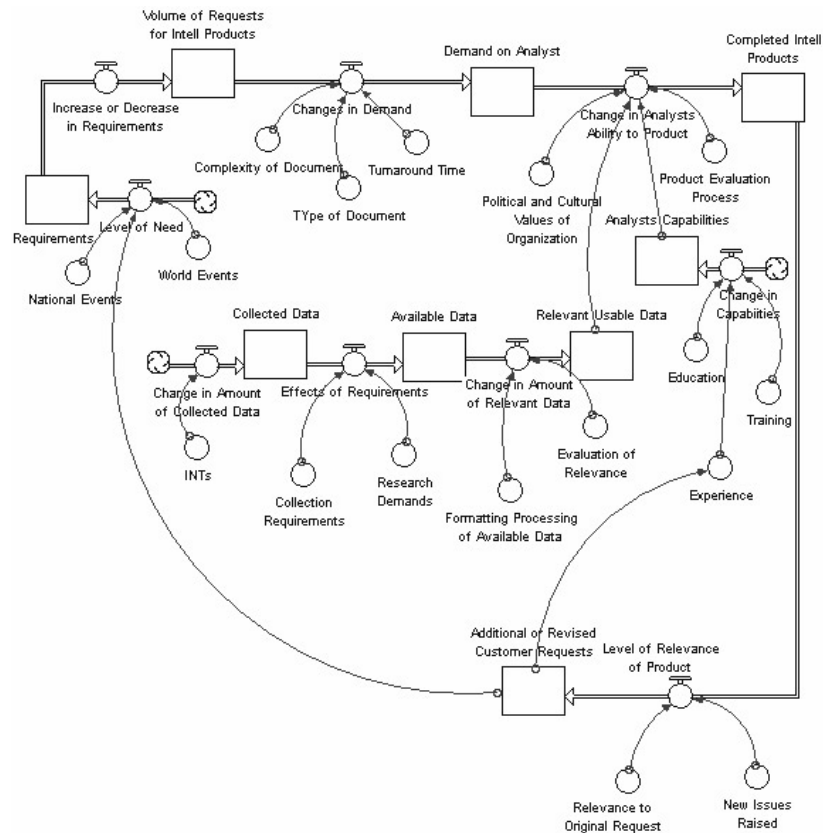 Volume of Requests
for Intell Products
Demand on Analyst
Completed Intell
Products
Increase or Decrease
in Requirements
Changes in Demand
Change in Analysts
Ability to Product
Complexity of Document
Turnaround Time
TYpe of Document
Political and Cultural
Values of
Organization
Product Evaluation
Process
Analysts Capabilities
Requirements
Level of Need
World Events
National Events
Change in
Capabiities
Collected Data
Available Data
Relevant Usable Data
Change in Amount
of Collected Data
Effects of Requirements
Change in Amount
of Relevant Data
Education
Training
INTs
Collection
Requirements
Research
Demands
Evaluation of
Relevance
Formatting Processing
of Available Data
Experience
Additional or Revised
Customer Requests
Level of Relevance
of Product
Relevance to
Original Request
New Issues
Raised